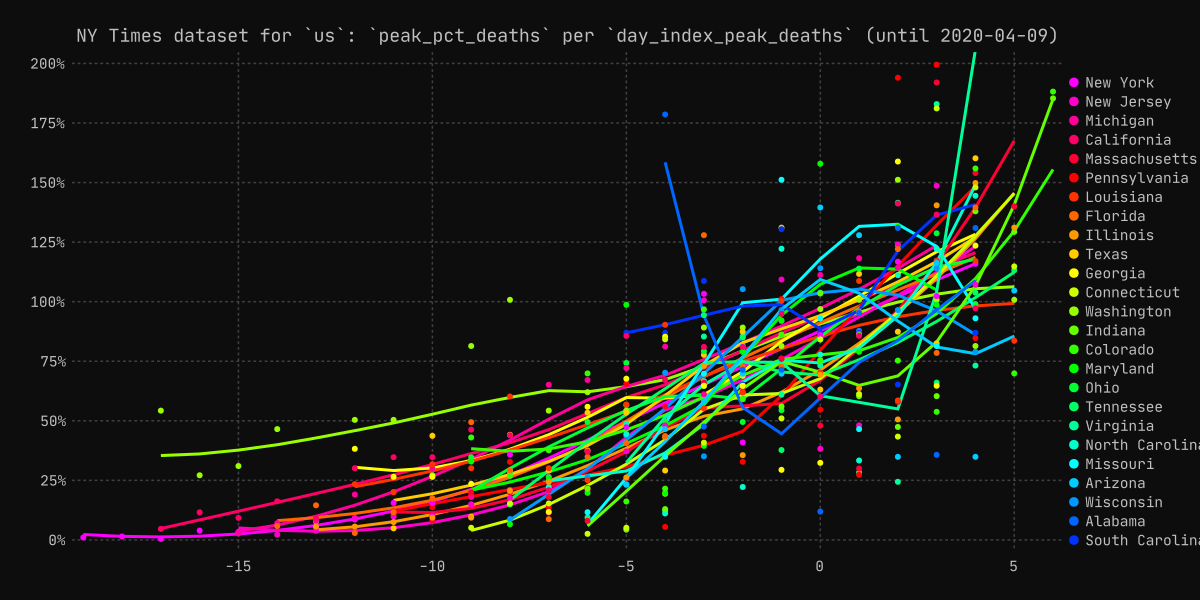 NY Times dataset for `us`: `peak_pct_deaths` per `day_index_peak_deaths` (until 2020-04-09)
200%
175%
150%
125%
100%
75%
50%
25%
0%
-15
-10
-5
0
5
New York
New Jersey
Michigan
California
Massachusetts
Pennsylvania
Louisiana
Florida
Illinois
Texas
Georgia
Connecticut
Washington
Indiana
Colorado
Maryland
Ohio
Tennessee
Virginia
North Carolina
Missouri
Arizona
Wisconsin
Alabama
South Carolina